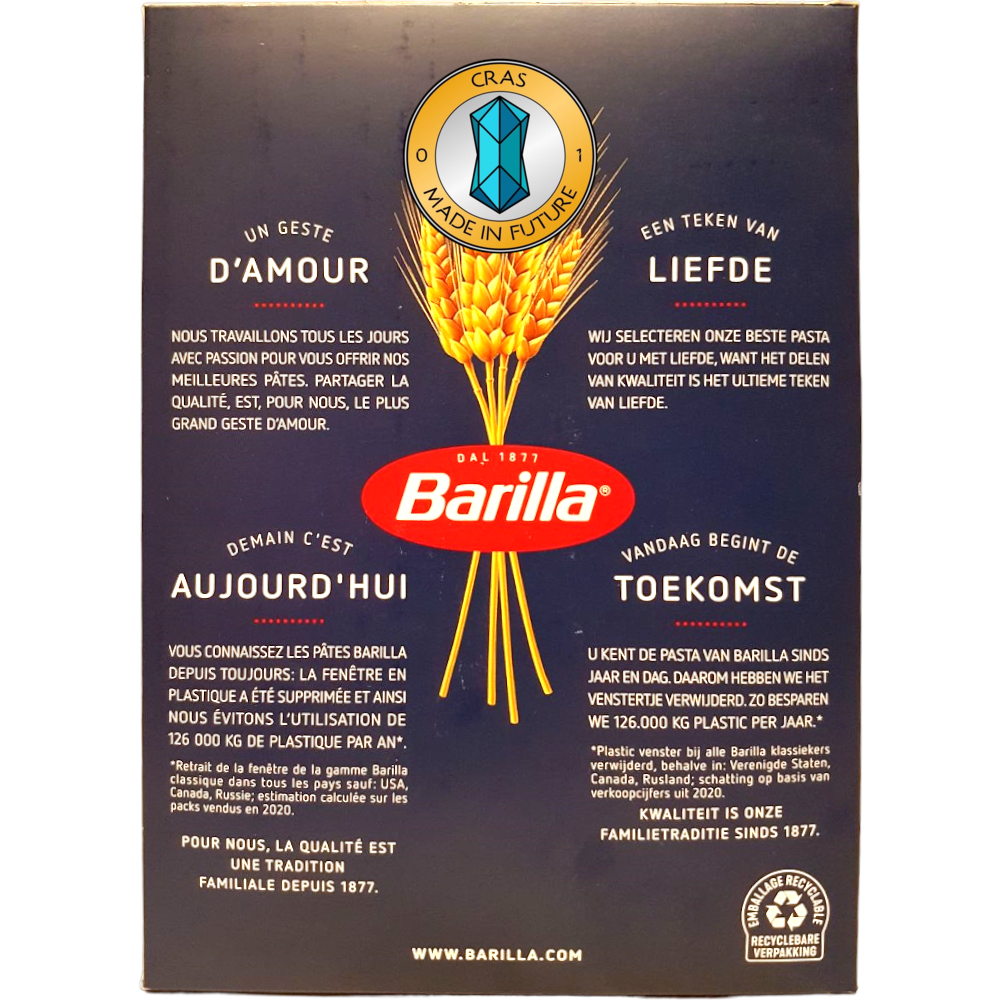 CRAS
0 1
MADE IN FUTURE
UN GESTE
D'AMOUR
NOUS TRAVAILLONS TOUS LES JOURS
AVEC PASSION POUR VOUS OFFRIR NOS
MEILLEURES PÂTES. PARTAGER LA
QUALITÉ, EST, POUR NOUS, LE PLUS
GRAND GESTE D'AMOUR.
EEN TEKEN VAN
LIEFDE
WIJ SELECTEREN ONZE BESTE PASTA
VOOR U MET LIEFDE, WANT HET DELEN
VAN KWALITEIT IS HET ULTIEME TEKEN
VAN LIEFDE.
DAL 1877
Barilla®
DEMAIN C'EST
AUJOURD'HUI
VOUS CONNAISSEZ LES PÂTES BARILLA
DEPUIS TOUJOURS: LA FENÊTRE EN
PLASTIQUE A ÉTÉ SUPPRIMÉE ET AINSI
NOUS ÉVITONS L'UTILISATION DE
126 000 KG DE PLASTIQUE PAR AN*.
*Retrait de la fenêtre de la gamme Barilla
classique dans tous les pays sauf: USA,
Canada, Russie; estimation calculée sur les
packs vendus en 2020.
POUR NOUS, LA QUALITÉ EST
UNE TRADITION
FAMILIALE DEPUIS 1877.
VANDAAG BEGINT DE
TOEKOMST
U KENT DE PASTA VAN BARILLA SINDS
JAAR EN DAG. DAAROM HEBBEN WE HET
VENSTERTJE VERWIJDERD. ZO BESPAREN
WE 126.000 KG PLASTIC PER JAAR.*
*Plastic venster bij alle Barilla klassiekers
verwijderd, behalve in: Verenigde Staten,
Canada, Rusland; schatting op basis van
verkoopcijfers uit 2020.
KWALITEIT IS ONZE
FAMILIETRADITIE SINDS 1877.
EMBALLAGE RECYCLABLE
RECYCLEBARE
VERPAKKING
WWW.BARILLA.COM